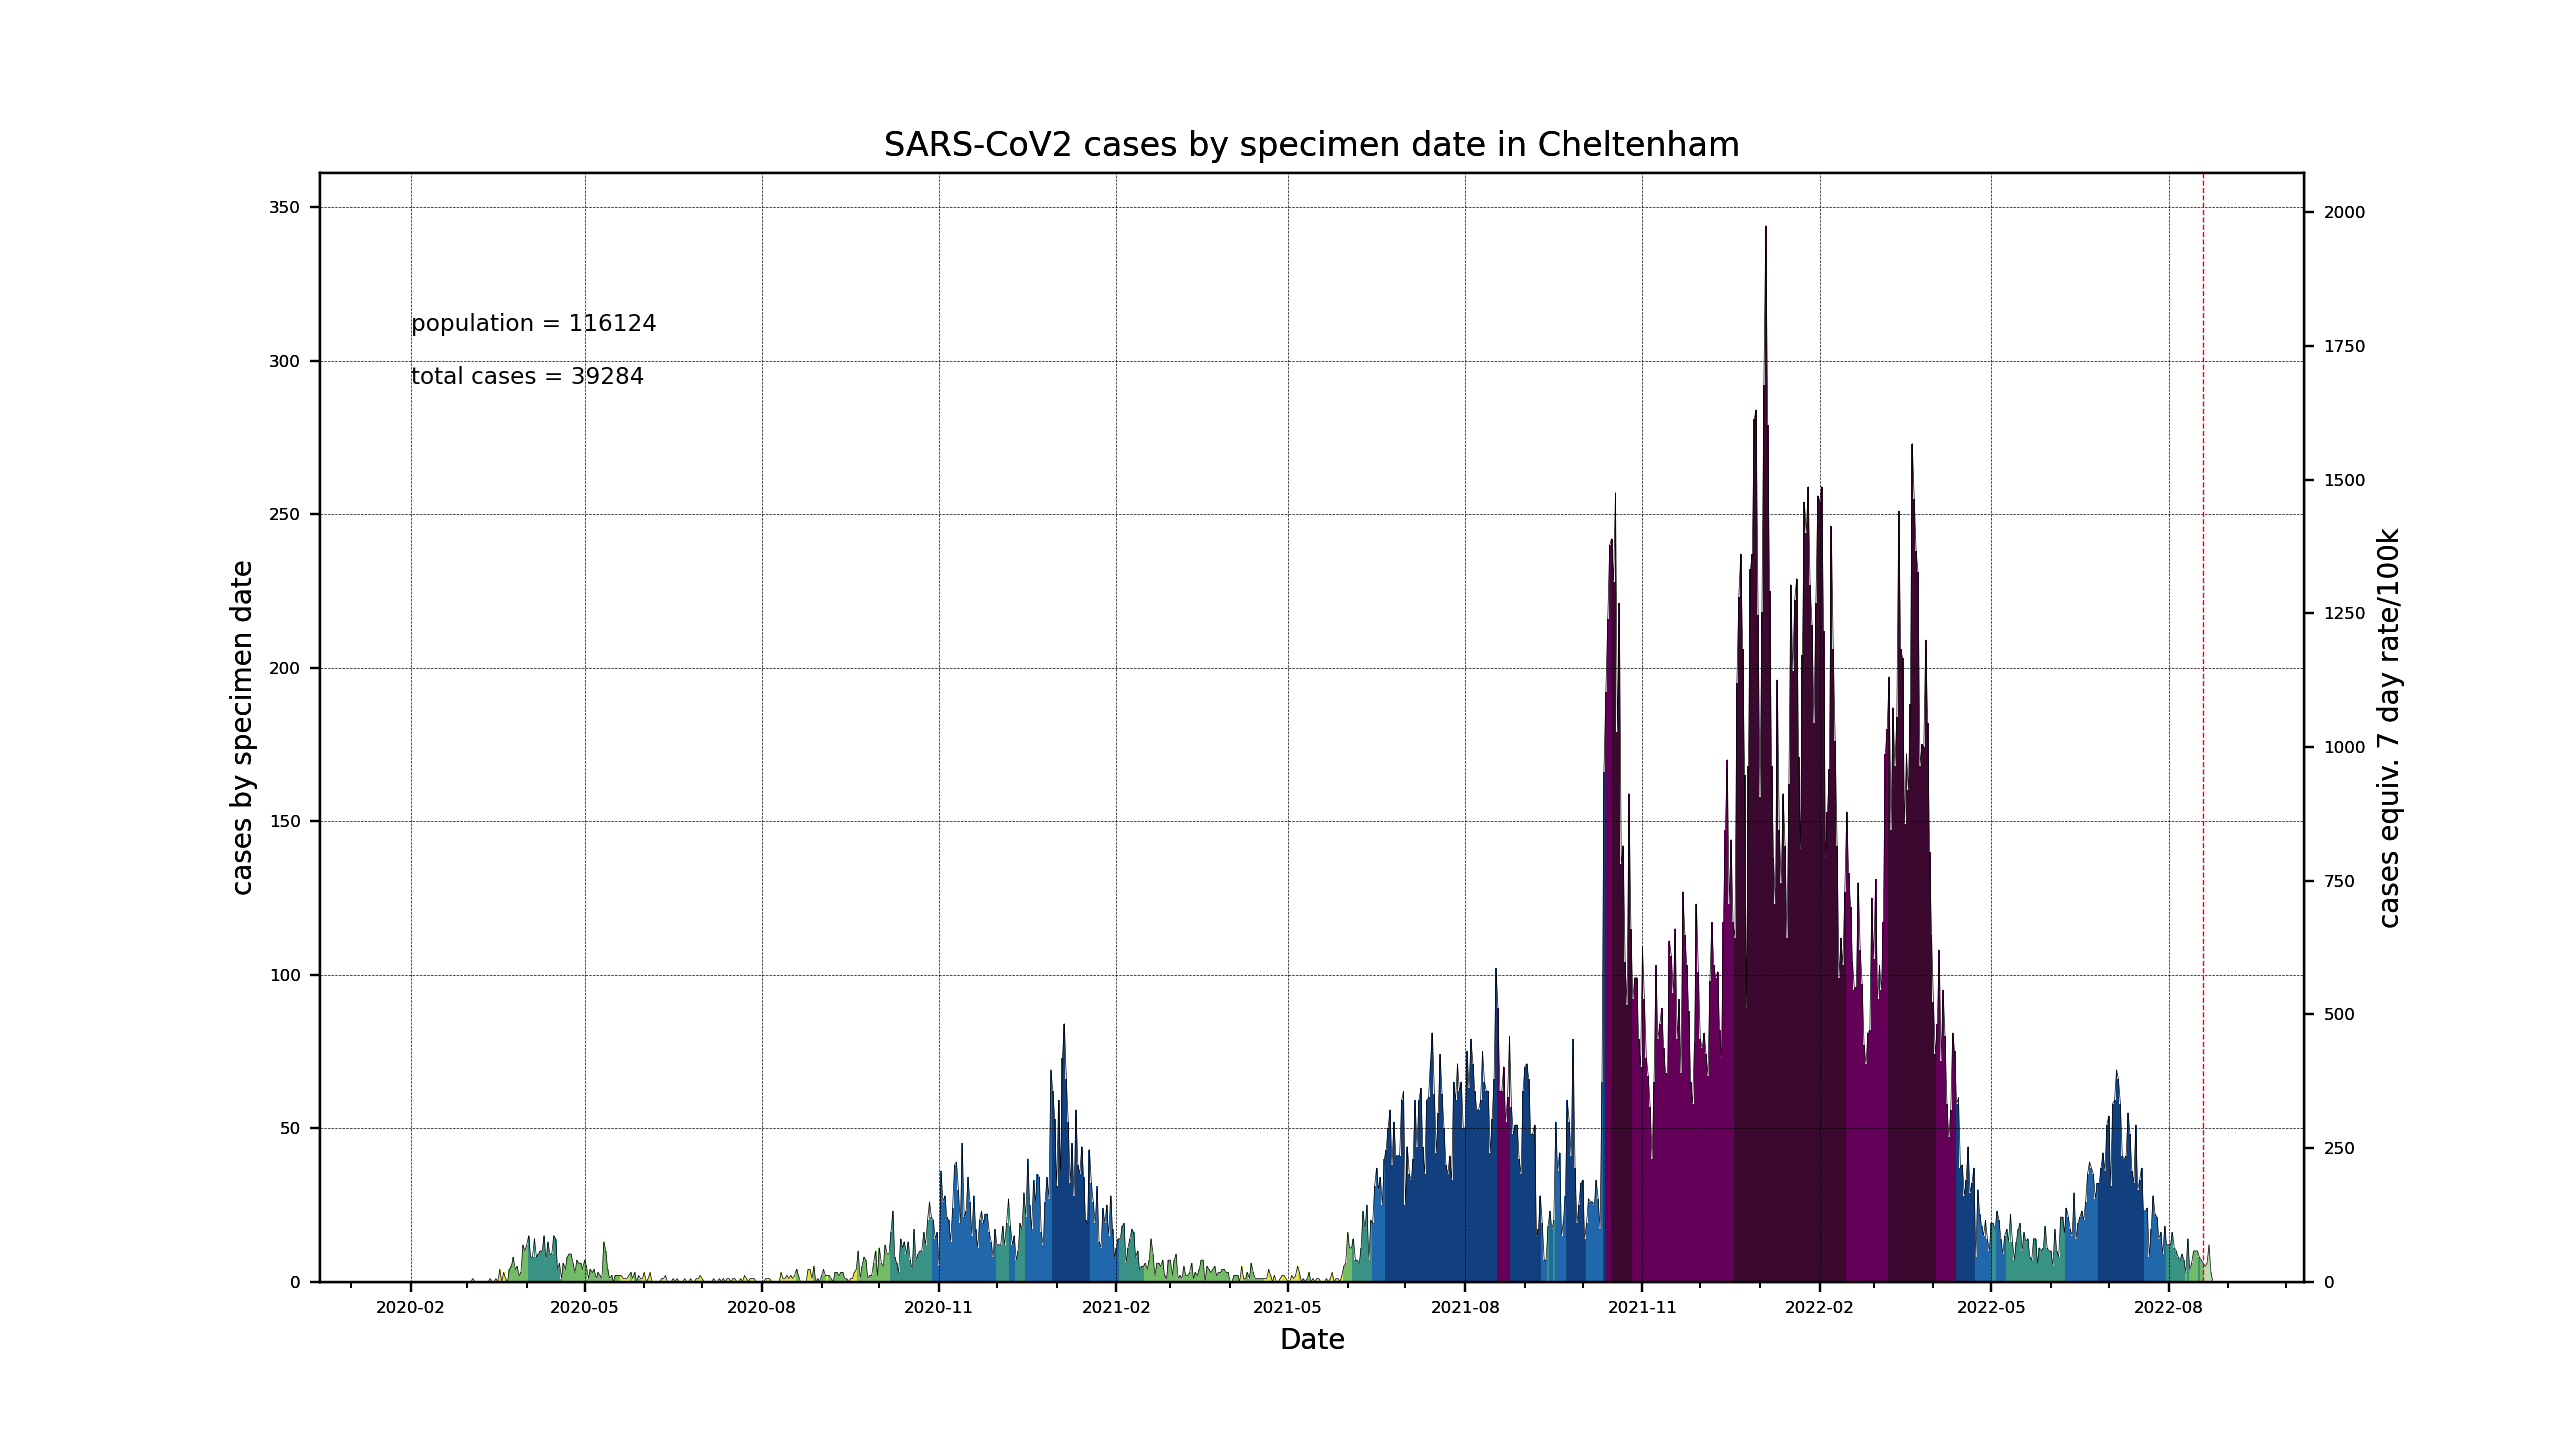 SARS-CoV2 cases by specimen date in Cheltenham
population = 116124
total cases = 39284
cases by specimen date
350
300
250
200
150
100
50
0
2000
1750
1500
1250
1000
750
500
250
0
cases equiv. 7 day rate/100k
2020-02 2020-05 2020-08 2020-11 2021-02 2021-05 2021-08 2021-11 2022-02 2022-05 2022-08
Date